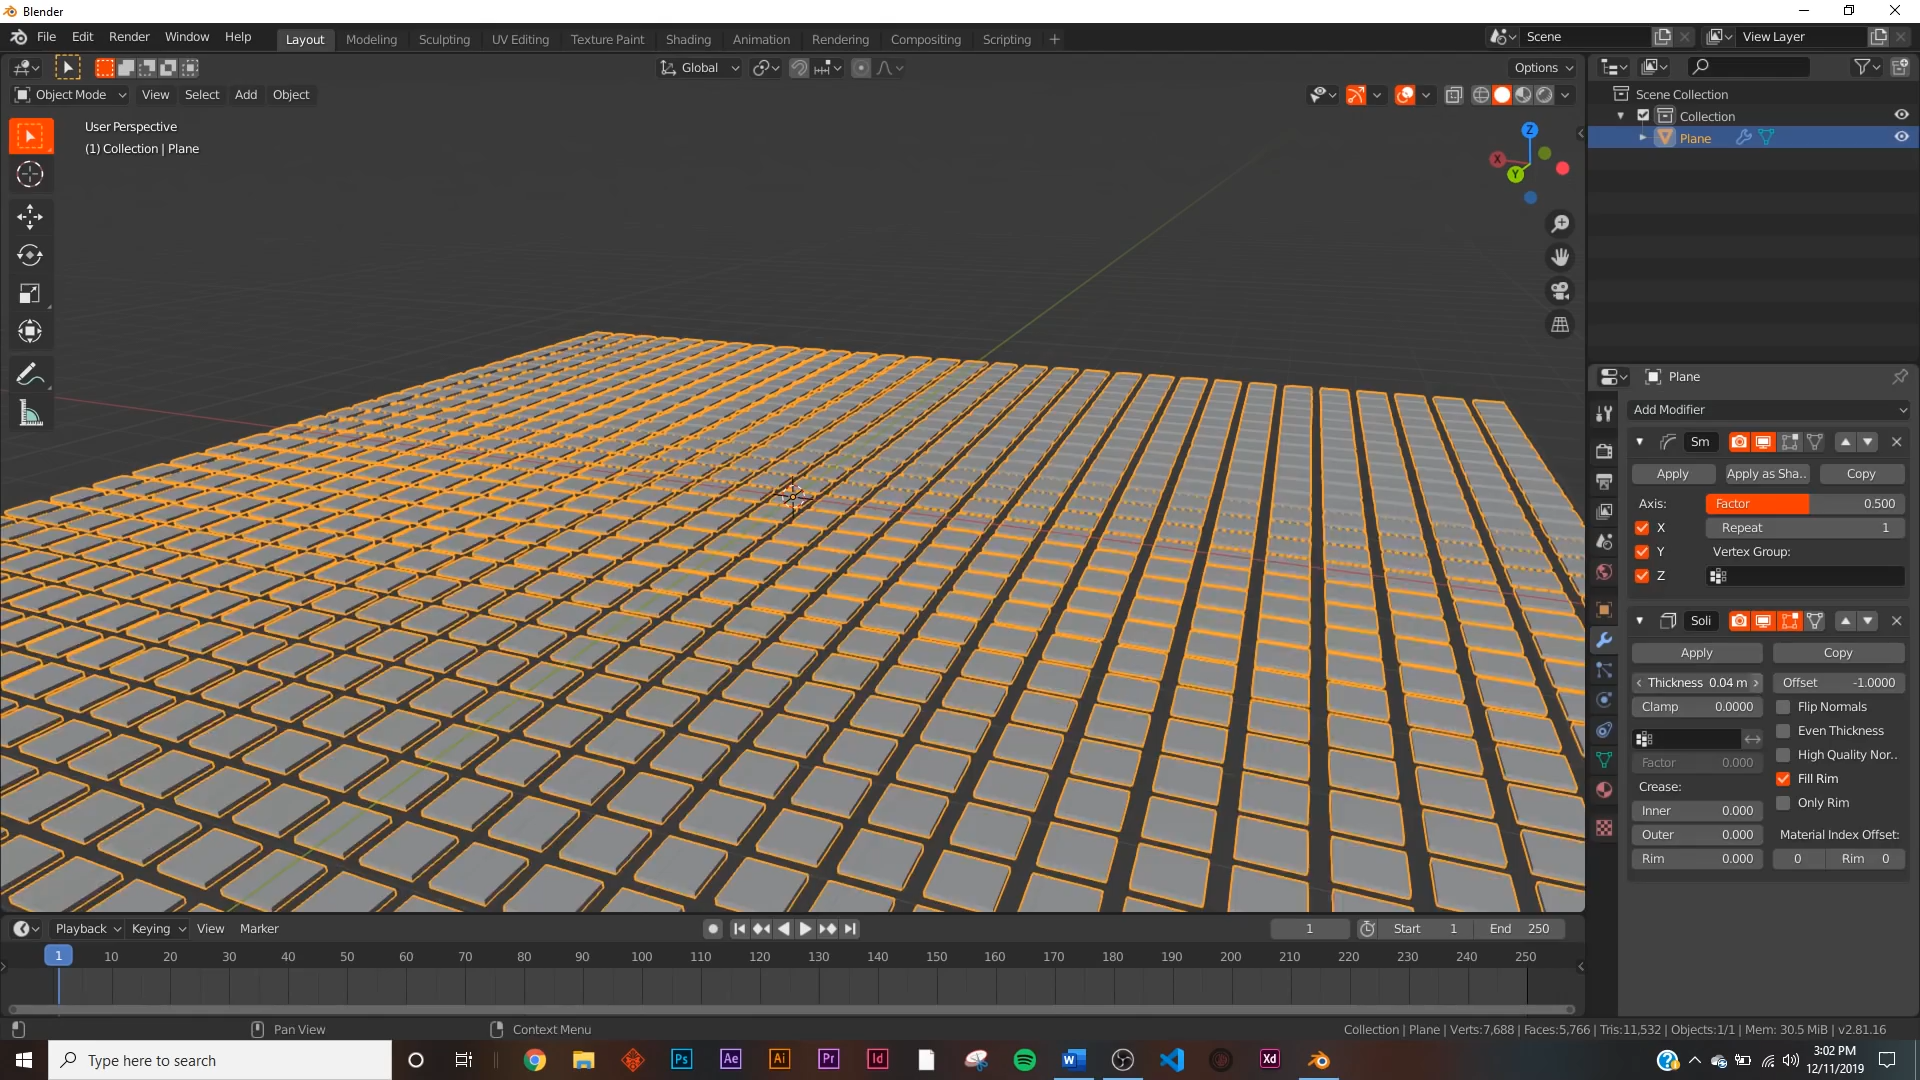 Blender
File Edit Render Window Help Layout Modeling Sculpting UV Editing Texture Paint Shading Animation Rendering Compositing Scripting + Scene View Layer
Global Options
Object Mode View Select Add Object
User Perspective
(1) Collection | Plane
Z
X
Y
Scene Collection
Collection
Plane
Plane
Add Modifier
Sm
Apply Apply as Sha.. Copy
Axis: Factor 0.500
X Repeat 1
Y Vertex Group:
Z
Soli
Apply Copy
Thickness 0.04 m Offset -1.0000
Clamp 0.0000 Flip Normals
Even Thickness
High Quality Nor..
Factor 0.000
Fill Rim
Crease:
Only Rim
Inner 0.000
Outer 0.000 Material Index Offset:
Rim 0.000 0 Rim 0
Playback Keying View Marker 1 Start 1 End 250
1 10 20 30 40 50 60 70 80 90 100 110 120 130 140 150 160 170 180 190 200 210 220 230 240 250
Pan View Context Menu Collection | Plane | Verts:7,688 | Faces:5,766 | Tris:11,532 | Objects:1/1 | Mem: 30.5 MiB | v2.81.16
Type here to search Ps Ae Ai Pr Id W Xd
3:02 PM
12/11/2019